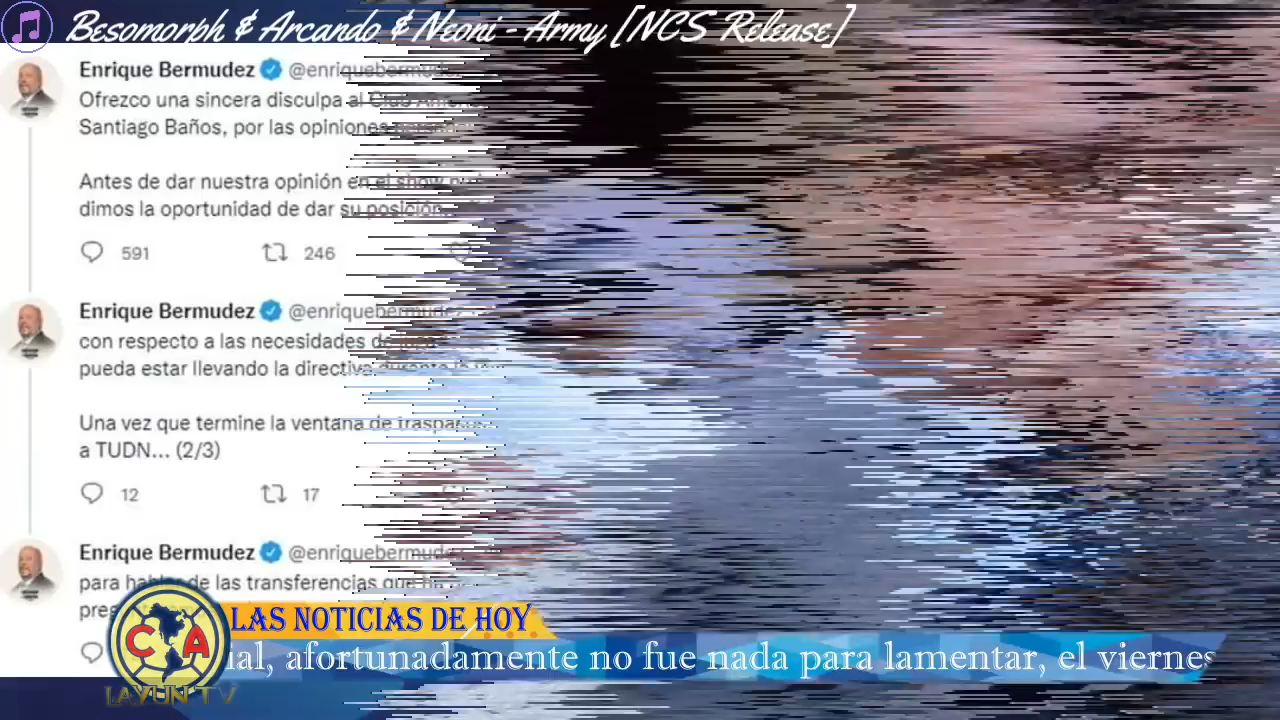 Besomorph & Arcando & Neoni - Army [NCS Release]
Enrique Bermudez @enriquebermudez
Ofrezco una sincera disculpa al Club
Santiago Baños, por las opiniones
Antes de dar nuestra opinión en el show
dimos la oportunidad de dar su posición
591 246
Enrique Bermudez @enriquebermudez
con respecto a las necesidades de
pueda estar llevando la directiva durante la
Una vez que termine la ventana de
a TUDN... (2/3)
12 17
Enrique Bermudez @enriquebermudez
para de las transferencias que
LAS NOTICIAS DE HOY
CA
ial, afortunadamente no fue nada para lamentar, el viernes
LAYUN TV